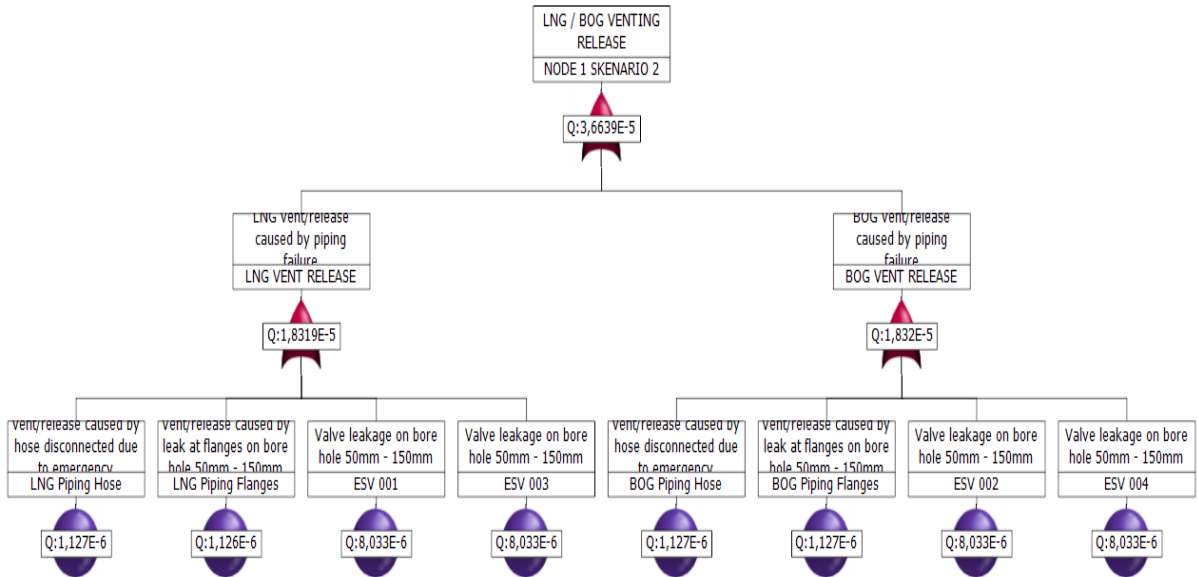 LNG / BOG VENTING
RELEASE
NODE 1 SKENARIO 2
Q:3,6639E-5
LNG Vent/release
caused by piping
failure
LNG VENT RELEASE
Q:1,8319E-5
BOG Vent/release
caused by piping
failure
BOG VENT RELEASE
Q:1,832E-5
Vent/release caused by
hose disconnected due
to emergency
LNG Piping Hose
Q:1,127E-6
Vent/release caused by
leak at flanges on bore
hole 50mm - 150mm
LNG Piping Flanges
Q:1,126E-6
Valve leakage on bore
hole 50mm - 150mm
ESV 001
Q:8,033E-6
Valve leakage on bore
hole 50mm - 150mm
ESV 003
Q:8,033E-6
Vent/release caused by
hose disconnected due
to emergency
BOG Piping Hose
Q:1,127E-6
Vent/release caused by
leak at flanges on bore
hole 50mm - 150mm
BOG Piping Flanges
Q:1,127E-6
Valve leakage on bore
hole 50mm - 150mm
ESV 002
Q:8,033E-6
Valve leakage on bore
hole 50mm - 150mm
ESV 004
Q:8,033E-6